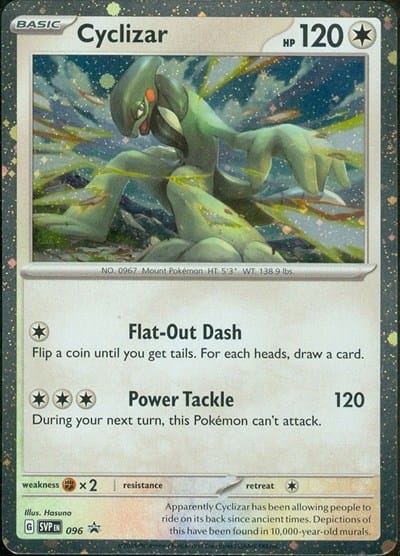 BASIC
Cyclizar
HP 120
NO. 0967 Mount Pokémon HT: 5'3" WT: 138.9 lbs.
Flat-Out Dash
Flip a coin until you get tails. For each heads, draw a card.
Power Tackle 120
During your next turn, this Pokémon can't attack.
weakness ×2 resistance retreat
Illus. Hasuno
G SVP EN 096
Apparently Cyclizar has been allowing people to
ride on its back since ancient times. Depictions of
this have been found in 10,000-year-old murals.